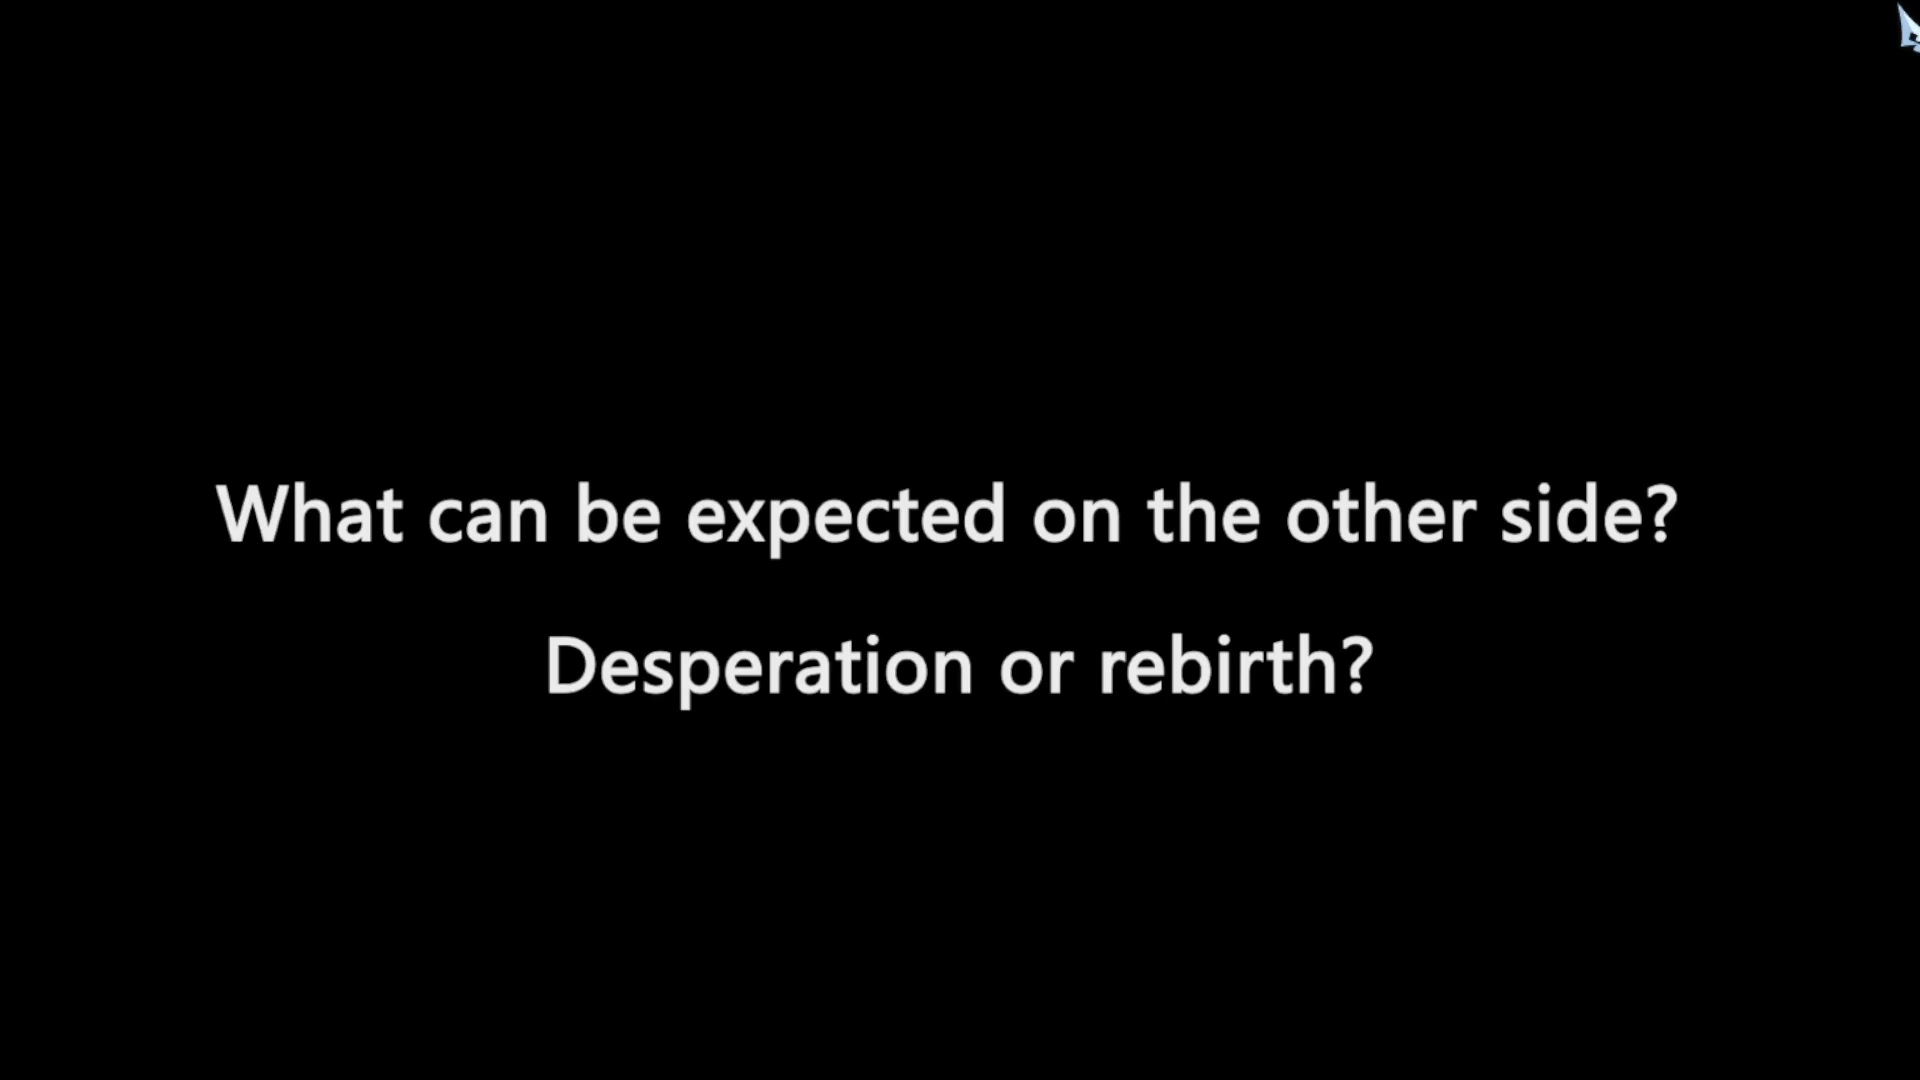 What can be expected on the other side?
Desperation or rebirth?